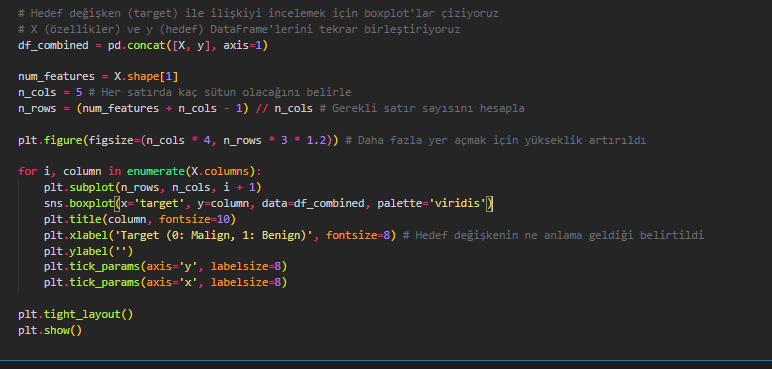 # Hedef değişken (target) ile ilişkiyi incelemek için boxplot'lar çiziyoruz
# X (özellikler) ve y (hedef) DataFrame'lerini tekrar birleştiriyoruz
df_combined = pd.concat([X, y], axis=1)
num_features = X.shape[1]
n_cols = 5 # Her satırda kaç sütun olacağını belirle
n_rows = (num_features + n_cols - 1) // n_cols # Gerekli satır sayısını hesapla
plt.figure(figsize=(n_cols * 4, n_rows * 3 * 1.2)) # Daha fazla yer açmak için yükseklik artırıldı
for i, column in enumerate(X.columns):
    plt.subplot(n_rows, n_cols, i + 1)
    sns.boxplot(x='target', y=column, data=df_combined, palette='viridis')
    plt.title(column, fontsize=10)
    plt.xlabel('Target (0: Malign, 1: Benign)', fontsize=8) # Hedef değişkenin ne anlama geldiği belirtildi
    plt.ylabel('')
    plt.tick_params(axis='y', labelsize=8)
    plt.tick_params(axis='x', labelsize=8)
plt.tight_layout()
plt.show()